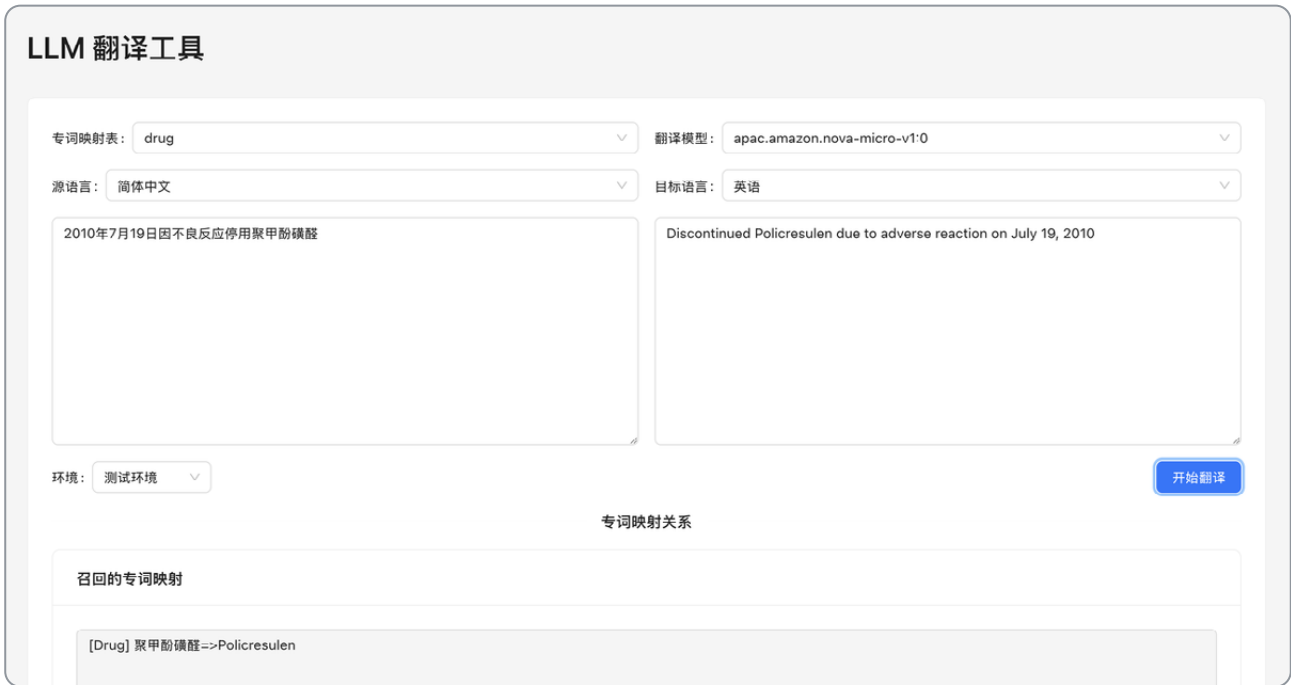 LLM 翻译工具
专词映射表： drug 翻译模型： apac.amazon.nova-micro-v1:0
源语言： 简体中文 目标语言： 英语
2010年7月19日因不良反应停用聚甲酚磺醛 Discontinued Policresulen due to adverse reaction on July 19, 2010
环境： 测试环境 开始翻译
专词映射关系
召回的专词映射
[Drug] 聚甲酚磺醛=>Policresulen